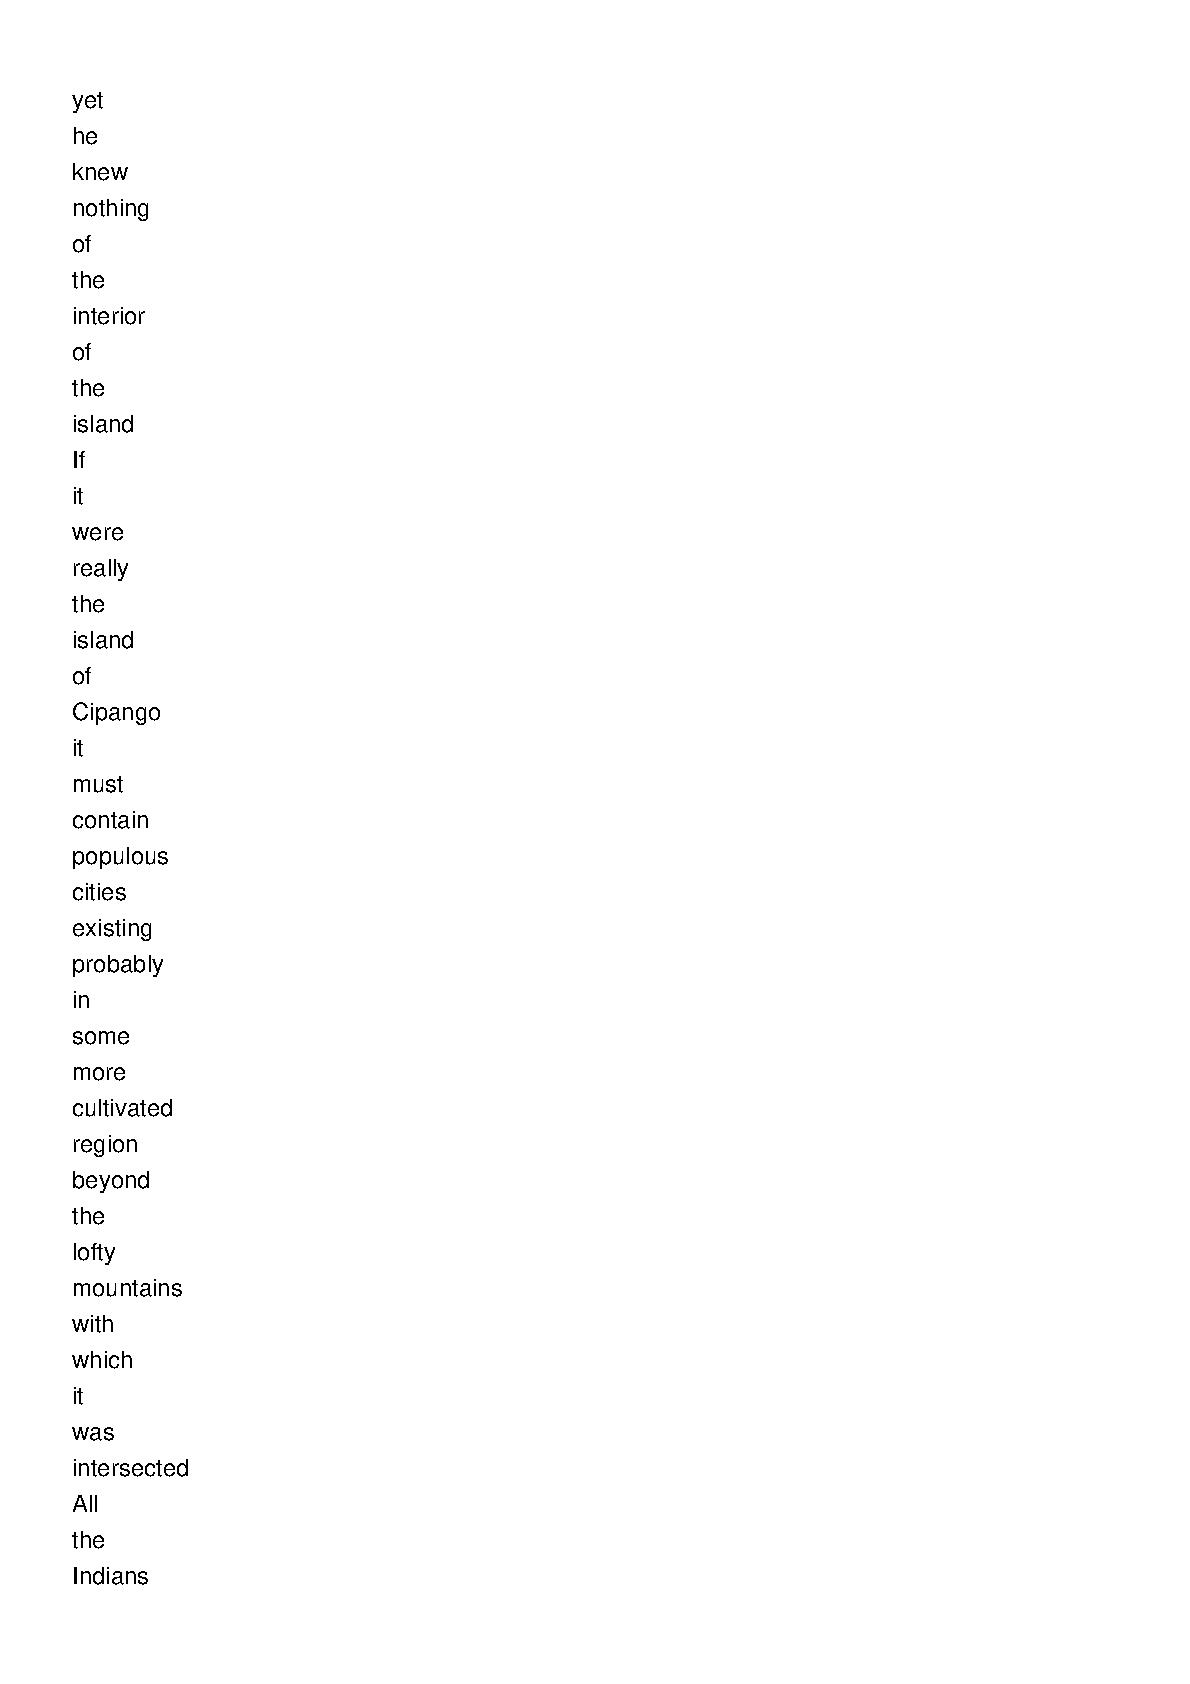 yet
he
knew
nothing
of
the
interior
of
the
island
If
it
were
really
the
island
of
Cipango
it
must
contain
populous
cities
existing
probably
in
some
more
cultivated
region
beyond
the
lofty
mountains
with
which
it
was
intersected
All
the
Indians